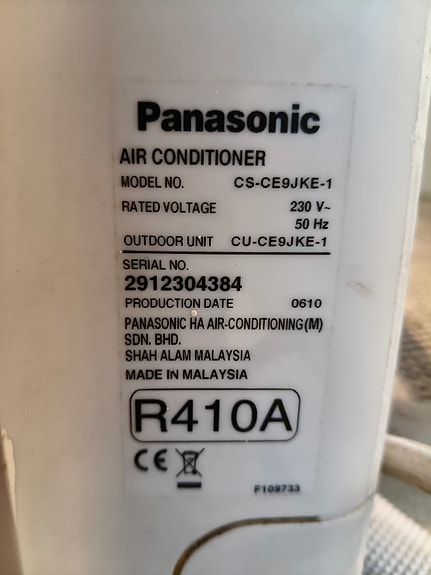 Panasonic
AIR CONDITIONER
MODEL NO. CS-CE9JKE-1
RATED VOLTAGE 230 V~
50 Hz
OUTDOOR UNIT CU-CE9JKE-1
SERIAL NO.
2912304384
PRODUCTION DATE 0610
PANASONIC HA AIR-CONDITIONING(M)
SDN. BHD.
SHAH ALAM MALAYSIA
MADE IN MALAYSIA
R410A
CE
F109733